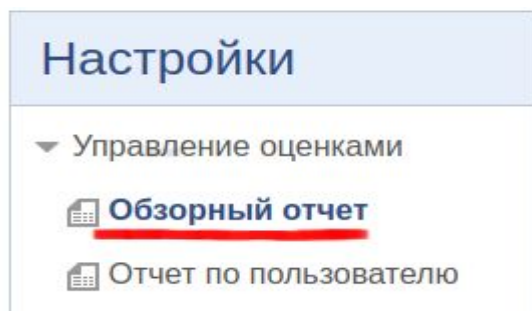 Настройки
Управление оценками
Обзорный отчет
Отчет по пользователю